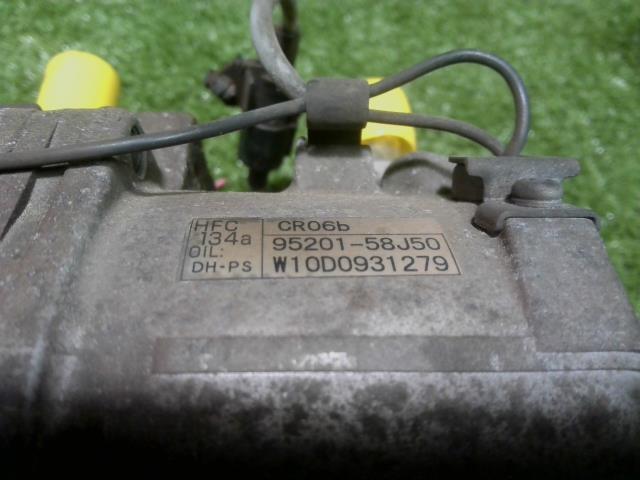 HFC
134a
OIL:
DH-PS
CR06b
95201-58J50
W10D0931279